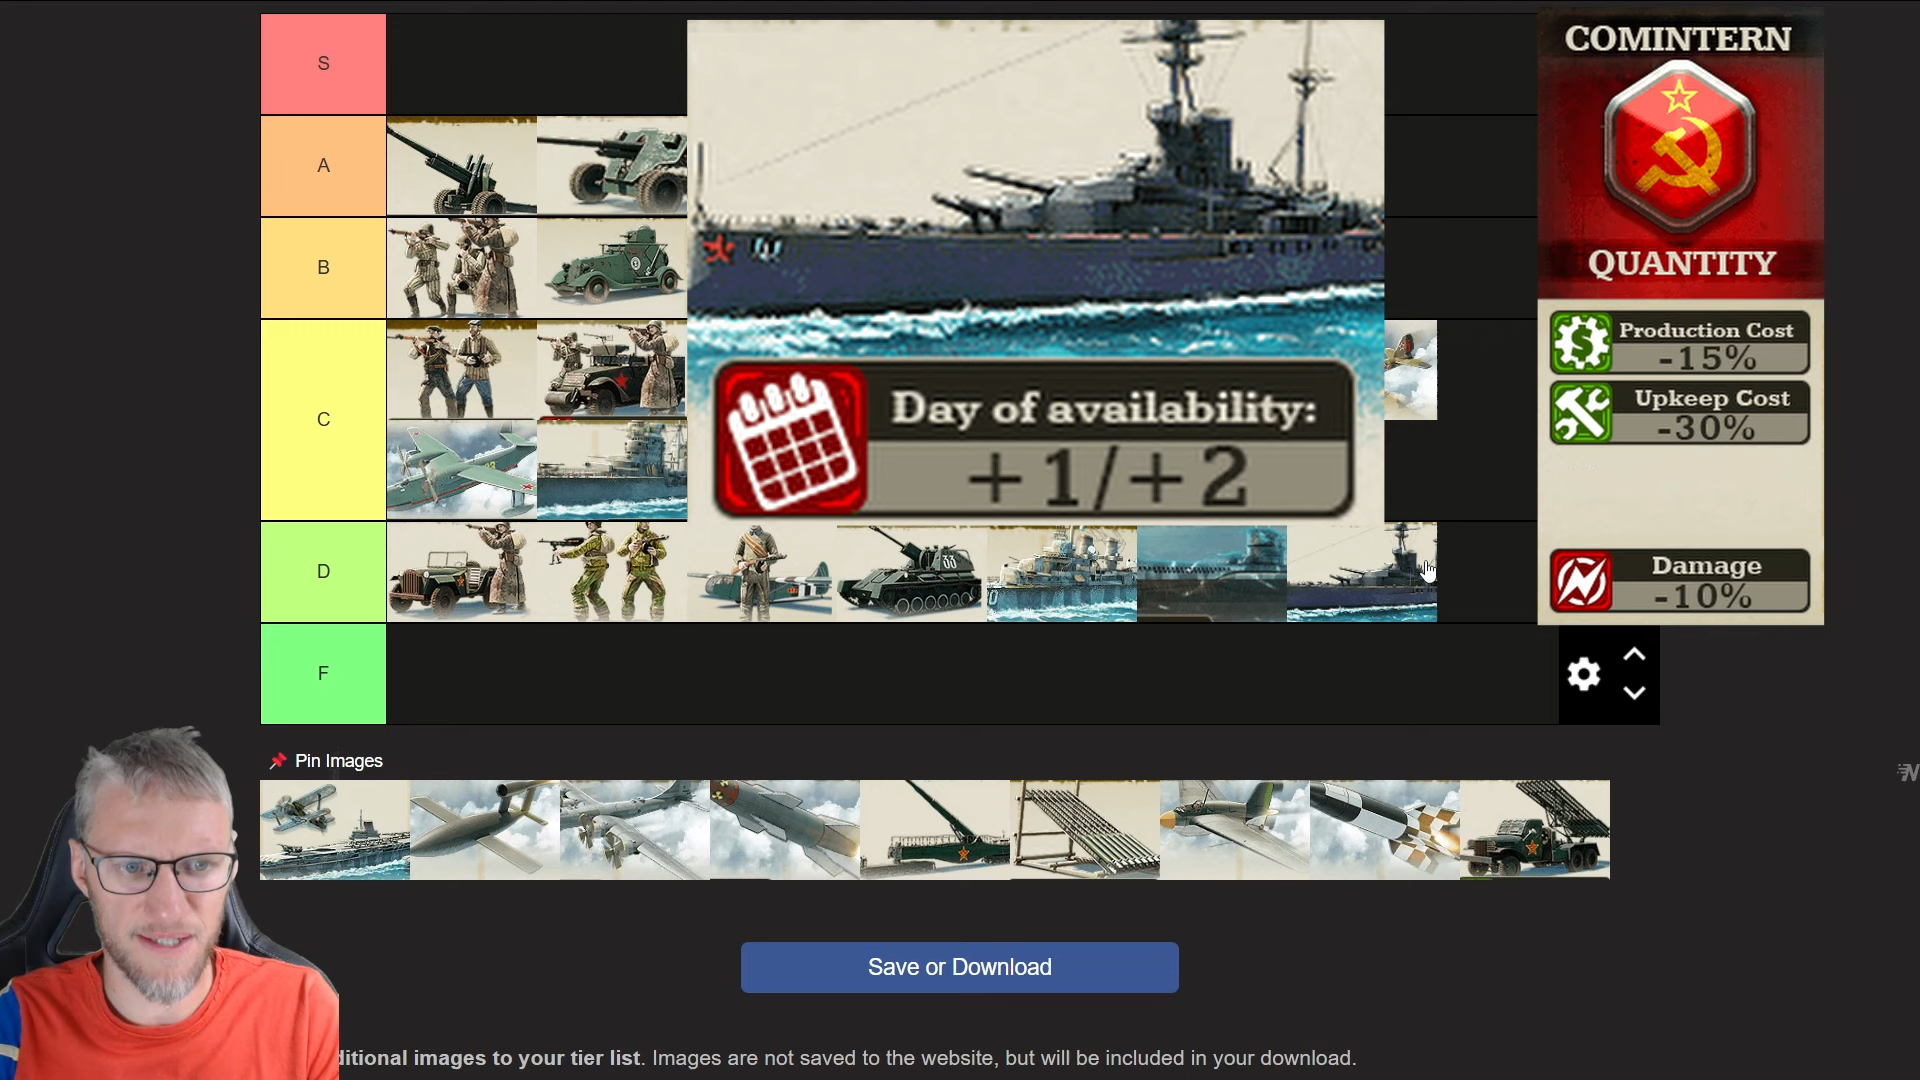 S
A
B
C
D
F
Day of availability:
+1/+2
COMINTERN
QUANTITY
Production Cost
-15%
Upkeep Cost
-30%
Damage
-10%
33
Pin Images
Save or Download
ditional images to your tier list. Images are not saved to the website, but will be included in your download.
N